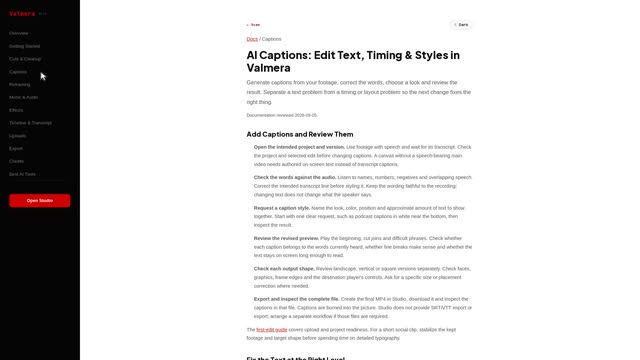 Valmera
Overview
Getting Started
Cuts & Cleanup
Captions
Reframing
Music & Audio
Effects
Timeline & Transcript
Uploads
Export
Credits
Best AI Tools
Open Studio
Docs / Captions
AI Captions: Edit Text, Timing & Styles in
Valmera
Generate captions from your footage, correct the words, choose a look and review the
result. Separate a text problem from a timing or layout problem so the next change fixes the
right thing.
Documentation reviewed 2026-09-05.
Add Captions and Review Them
Open the intended project and version. Use footage with speech and wait for its transcript. Check
the project and selected edit before changing captions. A canvas without a speech-bearing main
video needs authored on-screen text instead of transcript captions.
Check the words against the audio. Listen to names, numbers, negatives and overlapping speech.
Correct the intended transcript line before styling it. Keep the wording faithful to the recording;
changing text does not change what the speaker says.
Request a caption style. Name the look, color, position and approximate amount of text to show
together. Start with one clear request, such as podcast captions in white near the bottom, then
inspect the result.
Review the revised preview. Play the beginning, cut joins and difficult phrases. Check whether
each caption belongs to the words currently heard, whether line breaks make sense and whether the
text stays on screen long enough to read.
Check each output shape. Review landscape, vertical or square versions separately. Check faces,
graphics, frame edges and the destination player's controls. Ask for a specific size or placement
correction where needed.
Export and inspect the complete file. Create the final MP4 in Studio, download it and inspect the
captions in that file. Captions are burned into the picture. Studio does not provide SRT/VTT import or
export; arrange a separate workflow if those files are required.
The first-edit guide covers upload and project readiness. For a short social clip, stabilize the kept
footage and target shape before spending time on detailed typography.
Fix the Text at the Right Level